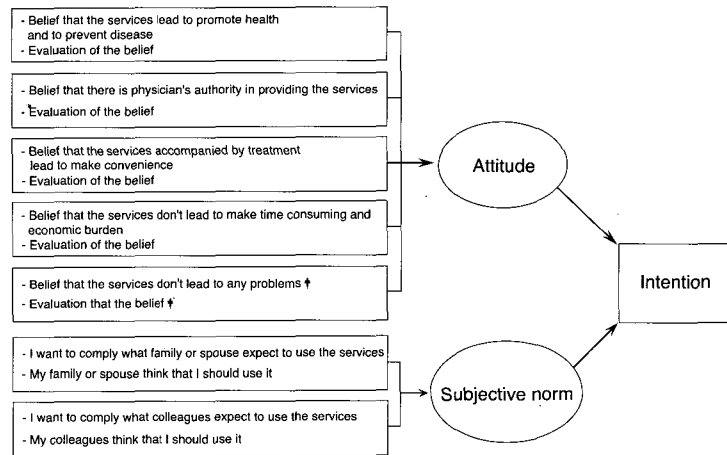 - Belief that the services lead to promote health
and to prevent disease
- Evaluation of the belief
- Belief that there is physician's authority in providing the services
- Evaluation of the belief
- Belief that the services accompanied by treatment
lead to make convenience
- Evaluation of the belief
- Belief that the services don't lead to make time consuming and
economic burden
- Evaluation of the belief
- Belief that the services don't lead to any problems †
- Evaluation that the belief †
- I want to comply what family or spouse expect to use the services
- My family or spouse think that I should use it
- I want to comply what colleagues expect to use the services
- My colleagues think that I should use it
Attitude
Subjective norm
Intention